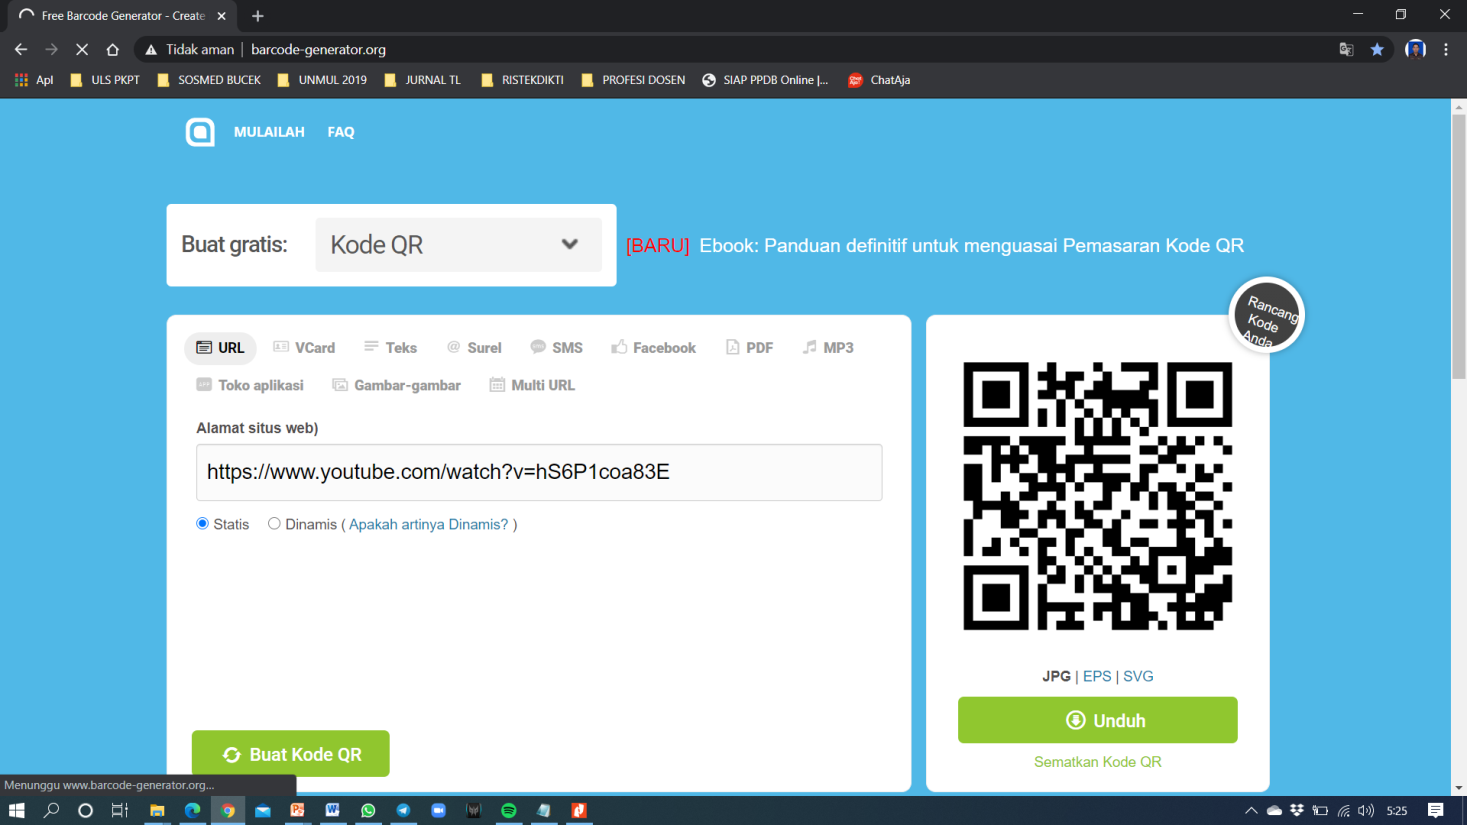 Free Barcode Generator - Create
Tidak aman | barcode-generator.org
Apl ULS PKPT SOSMED BUCEK UNMUL 2019 JURNAL TL RISTEKDIKTI PROFESI DOSEN SIAP PPDB Online |... ChatAja
MULAILAH FAQ
Buat gratis: Kode QR
[BARU] Ebook: Panduan definitif untuk menguasai Pemasaran Kode QR
Rancang
Kode
Anda
URL VCard Teks Surel SMS Facebook PDF MP3
Toko aplikasi Gambar-gambar Multi URL
Alamat situs web)
https://www.youtube.com/watch?v=hS6P1coa83E
Statis Dinamis ( Apakah artinya Dinamis? )
JPG | EPS | SVG
Unduh
Sematkan Kode QR
Buat Kode QR
Menunggu www.barcode-generator.org...
5:25